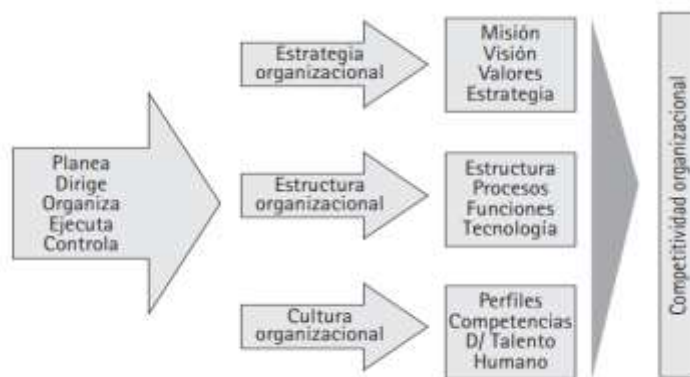 Planea
Dirige
Organiza
Ejecuta
Controla
Estrategia
organizacional
Misión
Visión
Valores
Estrategia
Estructura
organizacional
Estructura
Procesos
Funciones
Tecnología
Cultura
organizacional
Perfiles
Competencias
D/ Talento
Humano
Competitividad organizacional